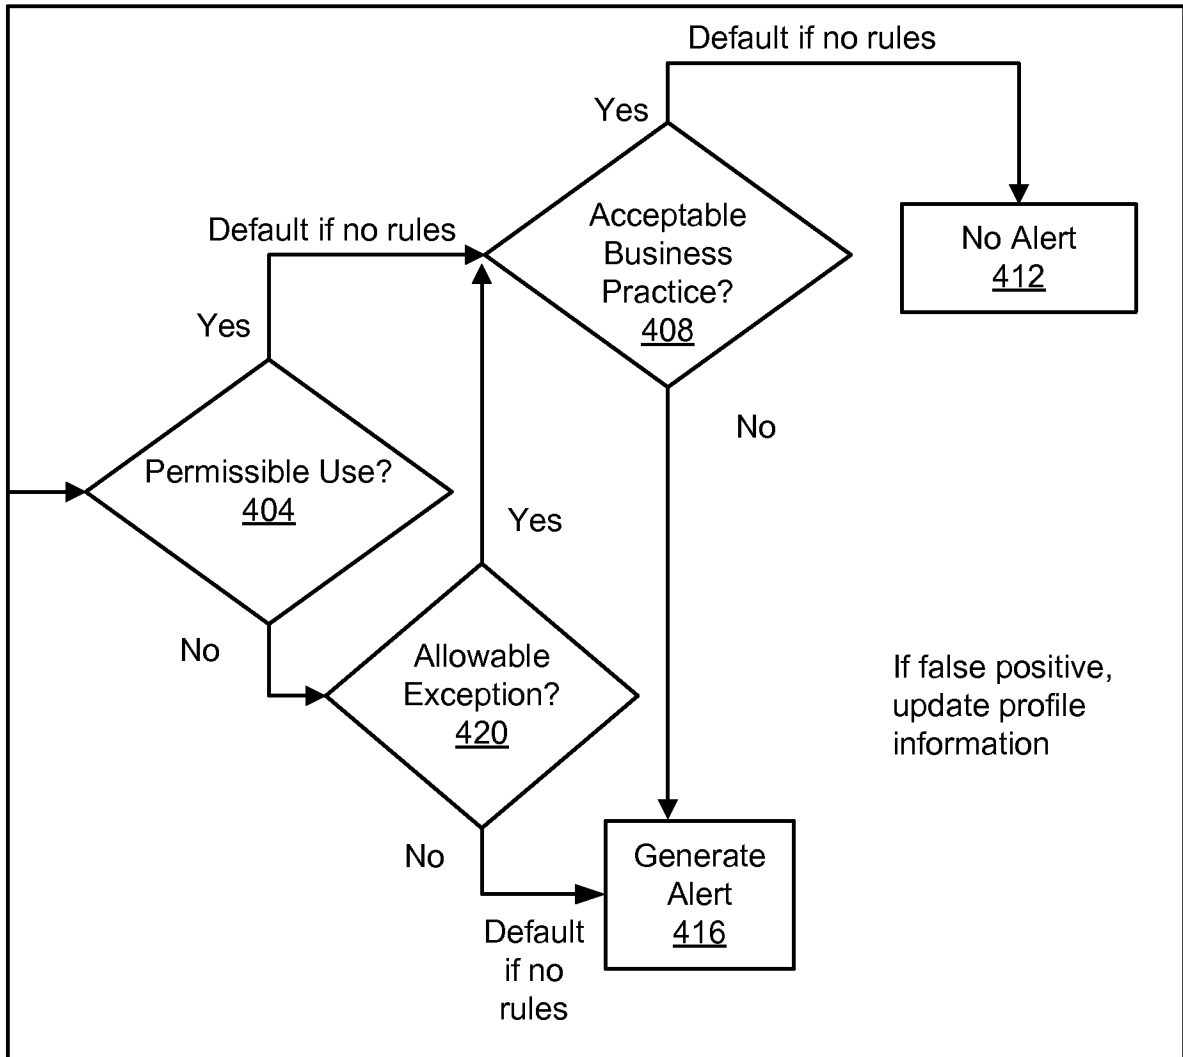 Default if no rules
Yes
Acceptable
Business
Practice?
408
No Alert
412
Default if no rules
Yes
No
Permissible Use?
404
Yes
No
Allowable
Exception?
420
If false positive,
update profile
information
No
Generate
Alert
416
Default
if no
rules